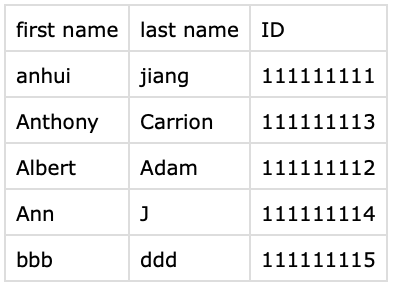 first name last name ID
anhui jiang 111111111
Anthony Carrion 111111113
Albert Adam 111111112
Ann J 111111114
bbb ddd 111111115